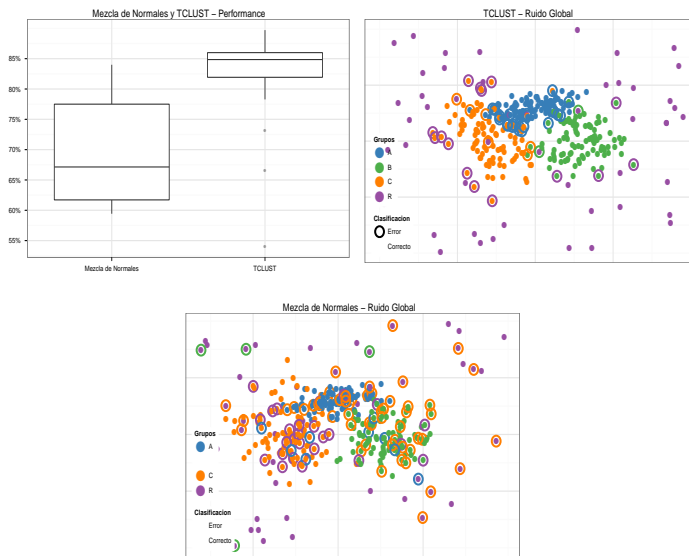 Mezcla de Normales y TCLUST – Performance
85%
80%
75%
70%
65%
60%
55%
Mezcla de Normales
TCLUST
TCLUST – Ruido Global
Grupos
A
B
C
R
Clasificacion
Error
Correcto
Mezcla de Normales – Ruido Global
Grupos
A
C
R
Clasificacion
Error
Correcto